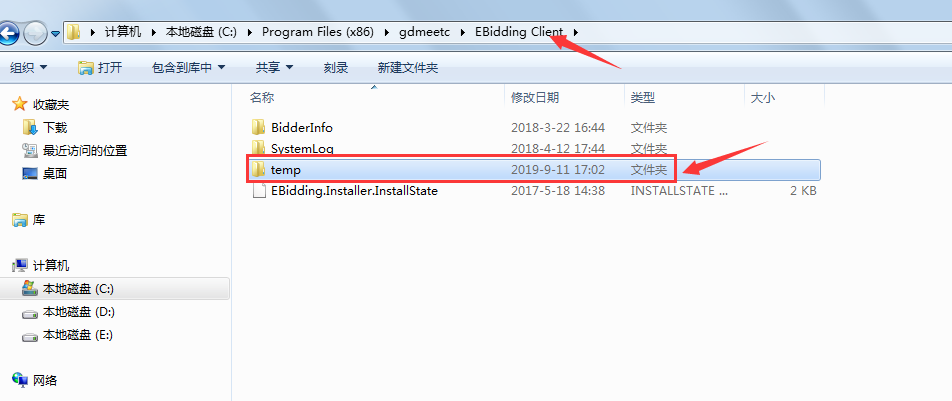 计算机 本地磁盘 (C:) Program Files (x86) gdmeetc EBidding Client
组织 打开 包含到库中 共享 刻录 新建文件夹
收藏夹
下载
最近访问的位置
桌面
库
计算机
本地磁盘 (C:)
本地磁盘 (D:)
本地磁盘 (E:)
网络
名称 修改日期 类型 大小
BidderInfo 2018-3-22 16:44 文件夹
SystemLog 2018-4-12 17:44 文件夹
temp 2019-9-11 17:02 文件夹
EBidding.Installer.InstallState 2017-5-18 14:38 INSTALLSTATE ... 2 KB